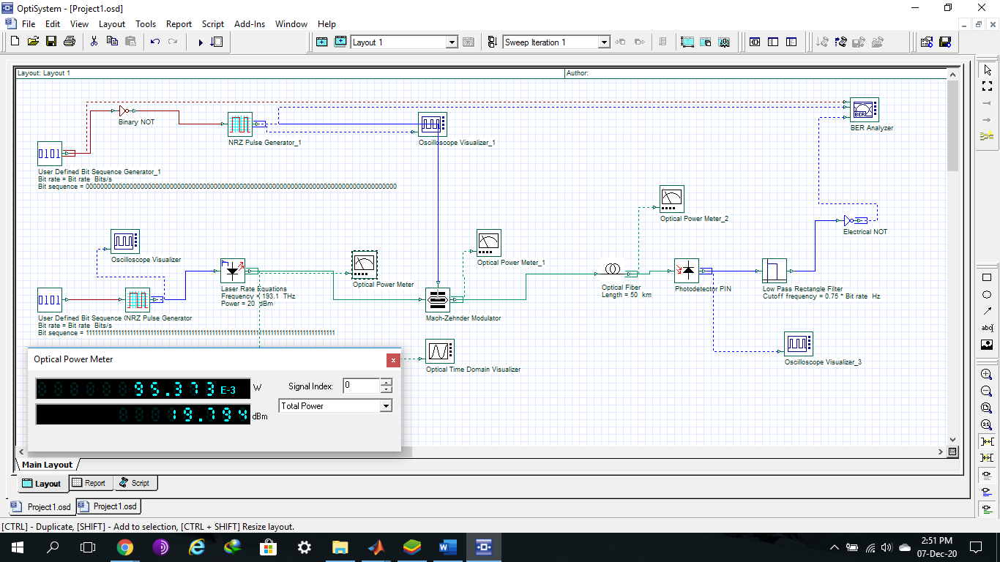 OptiSystem - [Project1.osd]
File Edit View Layout Tools Report Script Add-Ins Window Help
Layout 1
Sweep Iteration 1
Layout: Layout 1
Author:
Binary NOT
NRZ Pulse Generator_1
Oscilloscope Visualizer_1
BER
BER Analyzer
0101
User Defined Bit Sequence Generator_1
Bit rate = Bit rate Bits/s
Optical Power Meter_2
Electrical NOT
Oscilloscope Visualizer
Optical Power Meter_1
Optical Power Meter
Laser Rate Equations
Frequency = 193.1 THz
Power = 20 dBm
Optical Fiber
Length = 50 km
Photodetector PIN
Low Pass Rectangle Filter
Cutoff frequency = 0.75 * Bit rate Hz
0101
User Defined Bit Sequence
NRZ Pulse Generator
Bit rate = Bit rate Bits/s
Mach-Zehnder Modulator
Optical Time Domain Visualizer
Oscilloscope Visualizer_3
Optical Power Meter
x
95.373 E-3 W
Signal Index: 0
Total Power
19.794 dBm
Main Layout
Layout Report Script
Project1.osd Project1.osd
[CTRL] - Duplicate, [SHIFT] - Add to selection, [CTRL + SHIFT] Resize layout.
2:51 PM
07-Dec-20